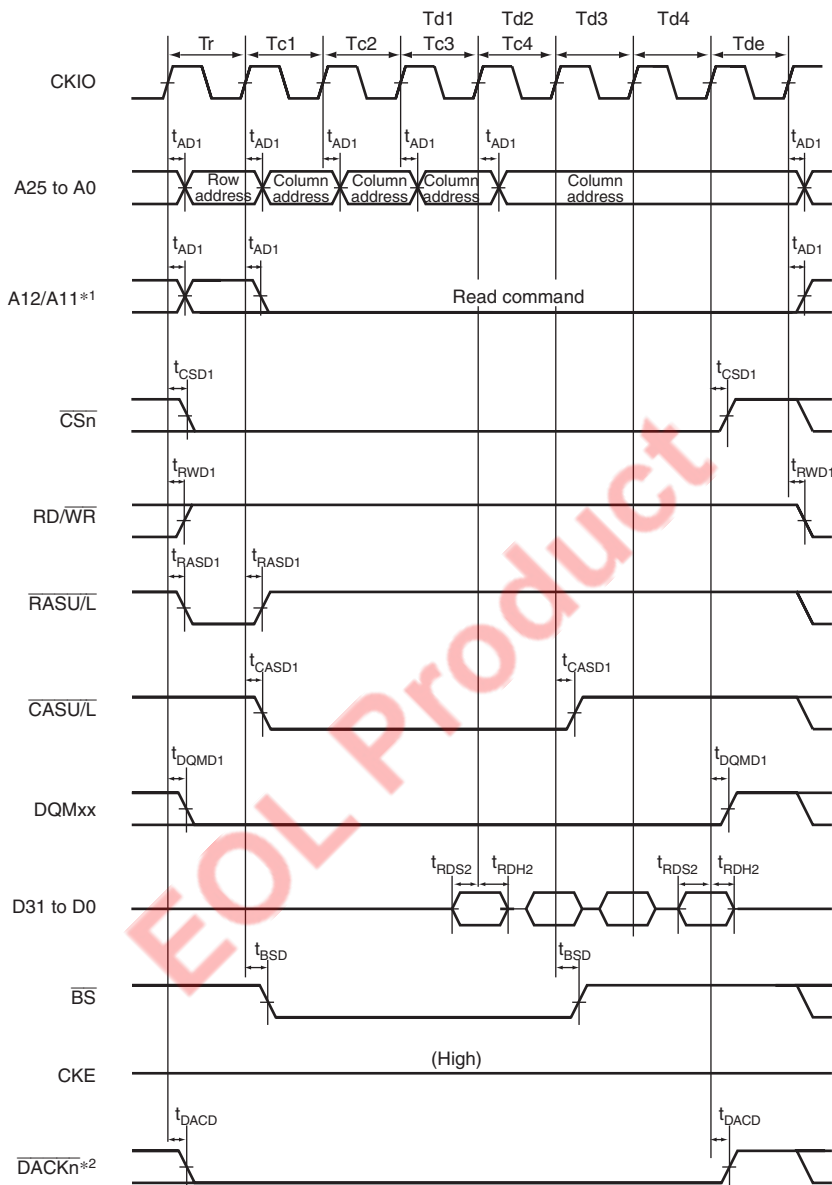 Td1 Td2 Td3 Td4
Tr Tc1 Tc2 Tc3 Tc4 Tde
CKIO
tAD1 tAD1 tAD1 tAD1 tAD1 tAD1
A25 to A0
Row address
Column address
Column address
Column address
Column address
tAD1 tAD1 tAD1
A12/A11*1
Read command
tCSD1 tCSD1
CSn
tRWD1 tRWD1
RD/WR
tRASD1 tRASD1
RASU/L
tCASD1 tCASD1
CASU/L
tDQMD1 tDQMD1
DQMxx
tRDS2 tRDH2 tRDS2 tRDH2
D31 to D0
tBSD tBSD
BS
(High)
CKE
tDACD tDACD
DACKn*2
EOL Product